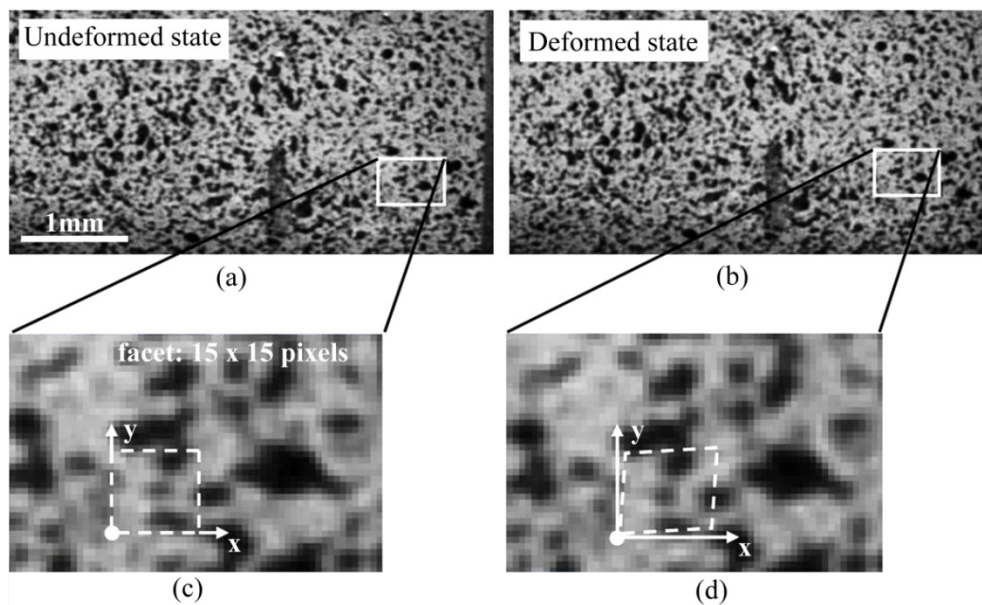 Undeformed state
Deformed state
1mm
(a)
(b)
facet: 15 x 15 pixels
y
x
y
x
(c)
(d)